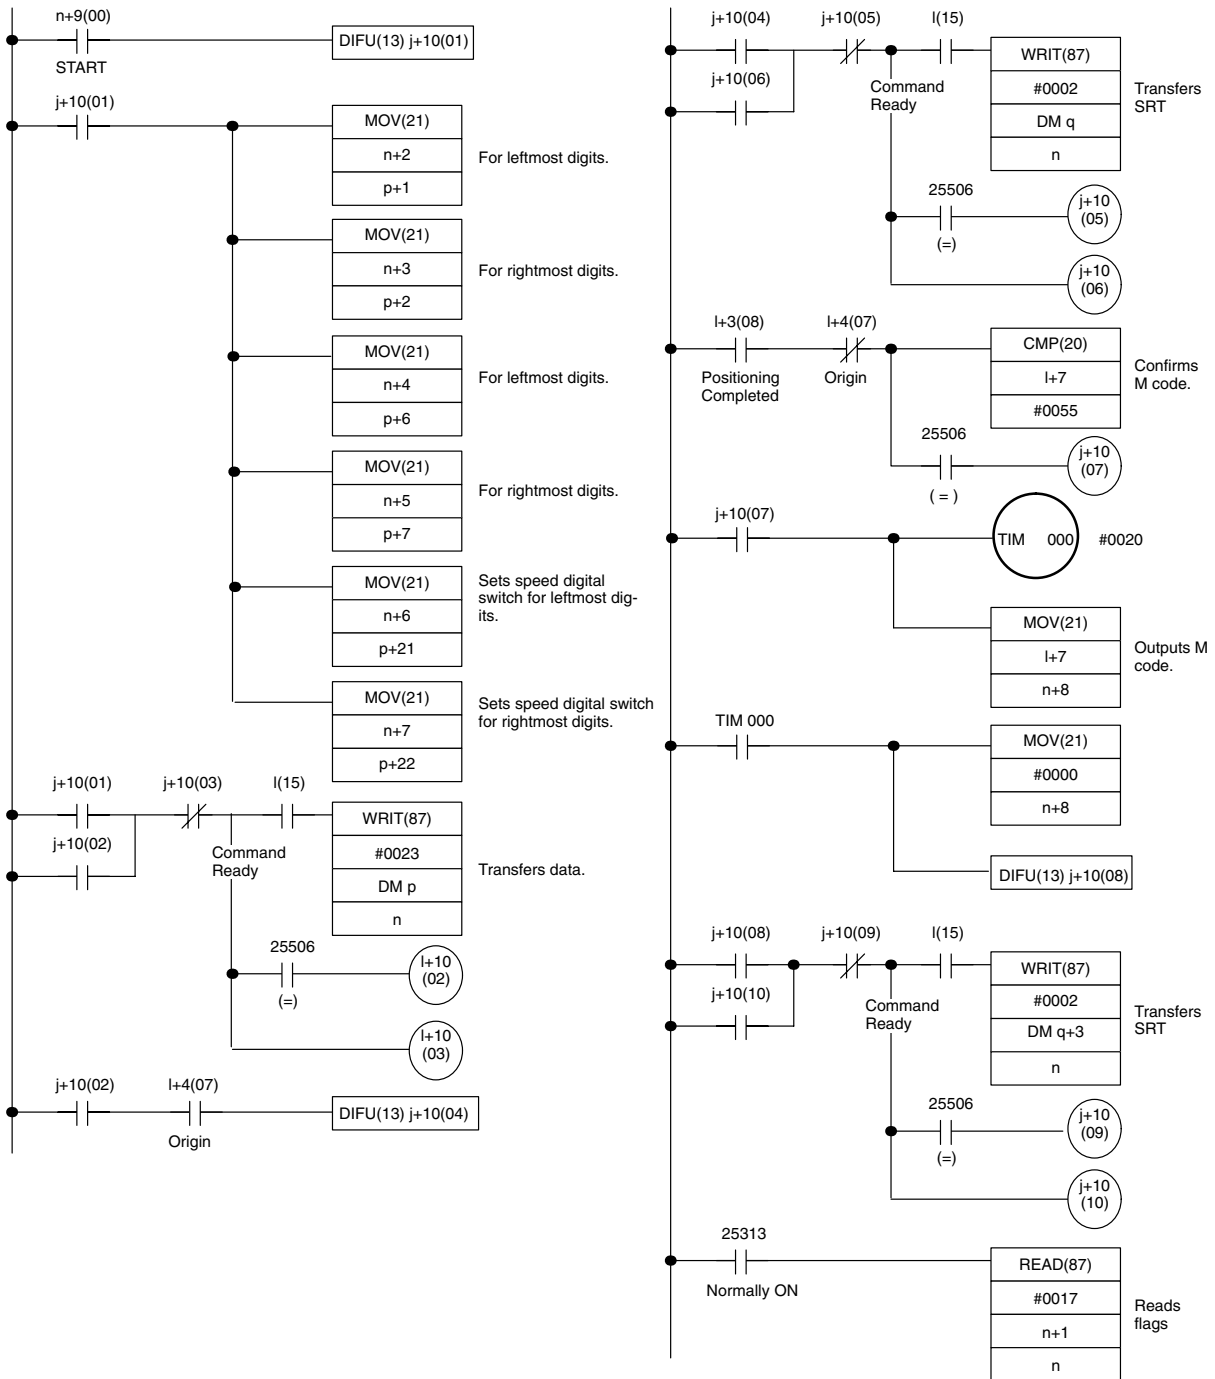 n+9(00)
DIFU(13) j+10(01)
START
j+10(01)
MOV(21)
n+2
p+1
For leftmost digits.
MOV(21)
n+3
p+2
For rightmost digits.
MOV(21)
n+4
p+6
For leftmost digits.
MOV(21)
n+5
p+7
For rightmost digits.
MOV(21)
n+6
p+21
Sets speed digital
switch for leftmost dig-
its.
MOV(21)
n+7
p+22
Sets speed digital switch
for rightmost digits.
j+10(01)
j+10(03)
l(15)
j+10(02)
Command
Ready
WRIT(87)
#0023
DM p
n
Transfers data.
25506
(=)
l+10
(02)
l+10
(03)
j+10(02)
l+4(07)
Origin
DIFU(13) j+10(04)
j+10(04)
j+10(05)
l(15)
j+10(06)
Command
Ready
WRIT(87)
#0002
DM q
n
Transfers
SRT
25506
(=)
j+10
(05)
j+10
(06)
l+3(08)
l+4(07)
Positioning
Completed
Origin
CMP(20)
l+7
#0055
Confirms
M code.
25506
( = )
j+10
(07)
j+10(07)
TIM 000
#0020
MOV(21)
l+7
n+8
Outputs M
code.
TIM 000
MOV(21)
#0000
n+8
DIFU(13) j+10(08)
j+10(08)
j+10(09)
l(15)
j+10(10)
Command
Ready
WRIT(87)
#0002
DM q+3
n
Transfers
SRT
25506
(=)
j+10
(09)
j+10
(10)
25313
Normally ON
READ(87)
#0017
n+1
n
Reads
flags